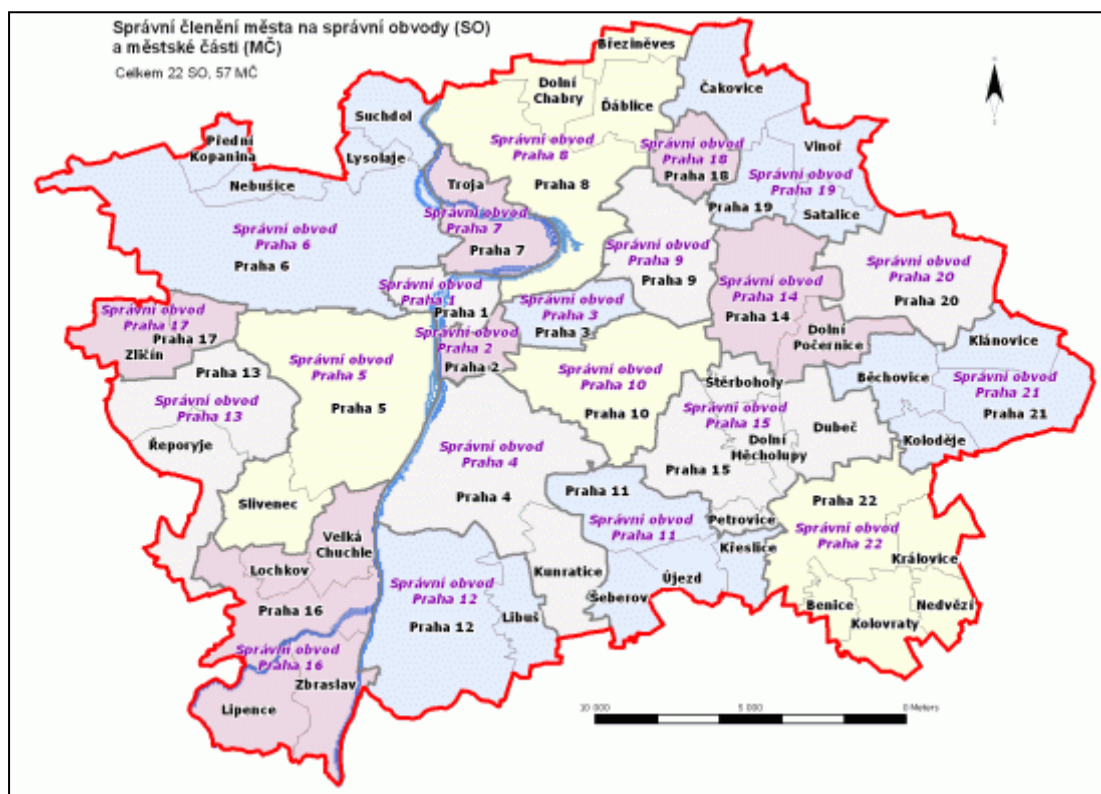 Správní členění města na správní obvody (SO)
a městské části (MČ)
Celkem 22 SO, 57 MČ
Březiněves
Dolní
Chabry
Ďáblice
Čakovice
Suchdol
Lysolaje
Přední
Kopanina
Nebušice
Správní obvod
Praha 8
Praha 8
Správní obvod
Praha 18
Praha 18
Vinoř
Správní obvod
Praha 19
Praha 19
Satalice
Troja
Správní obvod
Praha 7
Praha 7
Správní obvod
Praha 6
Praha 6
Správní obvod
Praha 9
Praha 9
Správní obvod
Praha 20
Praha 20
Správní obvod
Praha 14
Praha 14
Dolní
Počernice
Správní obvod
Praha 1
Praha 1
Správní obvod
Praha 3
Praha 3
Správní obvod
Praha 2
Praha 2
Správní obvod
Praha 17
Praha 17
Zličín
Klánovice
Běchovice
Správní obvod
Praha 21
Praha 21
Koloděje
Praha 13
Správní obvod
Praha 13
Řeporyje
Správní obvod
Praha 5
Praha 5
Správní obvod
Praha 10
Praha 10
Štěrboholy
Správní obvod
Praha 15
Dolní
Měcholupy
Dubeč
Praha 15
Petrovice
Správní obvod
Praha 4
Praha 4
Praha 11
Správní obvod
Praha 11
Křeslice
Újezd
Šeberov
Kunratice
Praha 22
Správní obvod
Praha 22
Královice
Benice
Nedvězí
Kolovraty
Slivenec
Velká
Chuchle
Lochkov
Praha 16
Správní obvod
Praha 16
Zbraslav
Lipence
Správní obvod
Praha 12
Praha 12
Libuš
10 000 5 000 0 Meters